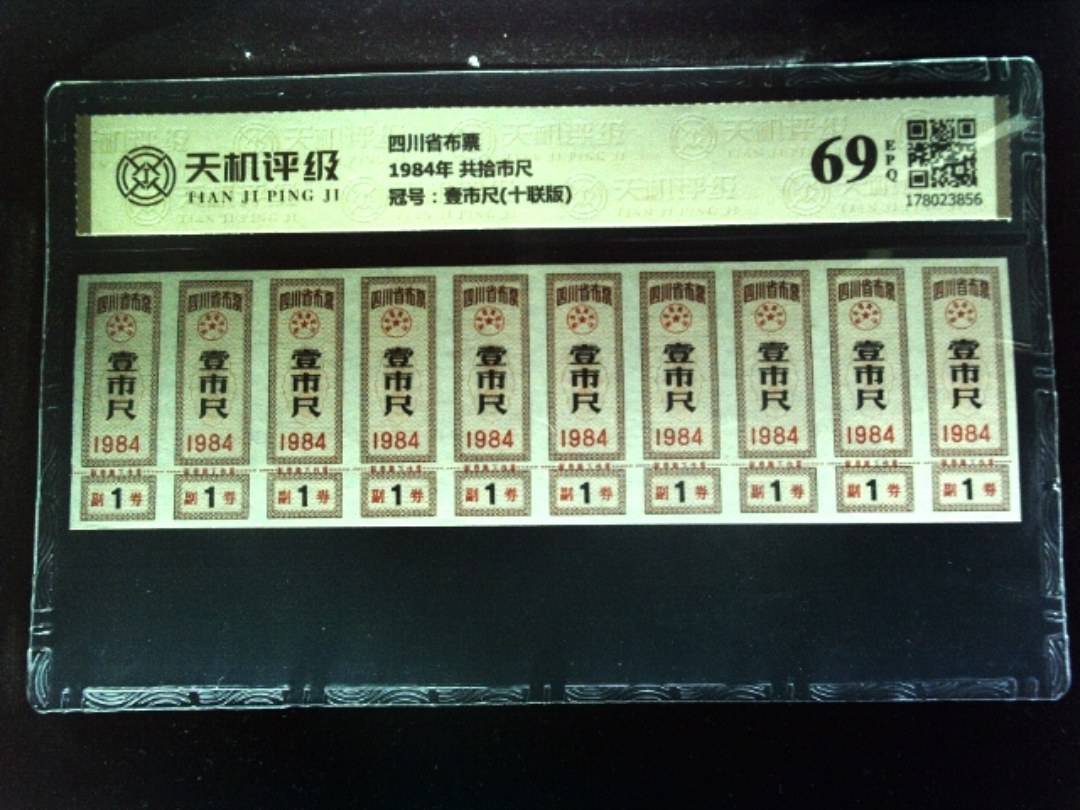 天机评级
TIAN JI PING JI
四川省布票
1984年 共拾市尺
冠号：壹市尺(十联版)
69
EPQ
178023856
四川省布票 四川省布票 四川省布票 四川省布票 四川省布票 四川省布票 四川省布票 四川省布票 四川省布票 四川省布票
壹市尺 壹市尺 壹市尺 壹市尺 壹市尺 壹市尺 壹市尺 壹市尺 壹市尺 壹市尺
1984 1984 1984 1984 1984 1984 1984 1984 1984 1984
副1券 副1券 副1券 副1券 副1券 副1券 副1券 副1券 副1券 副1券